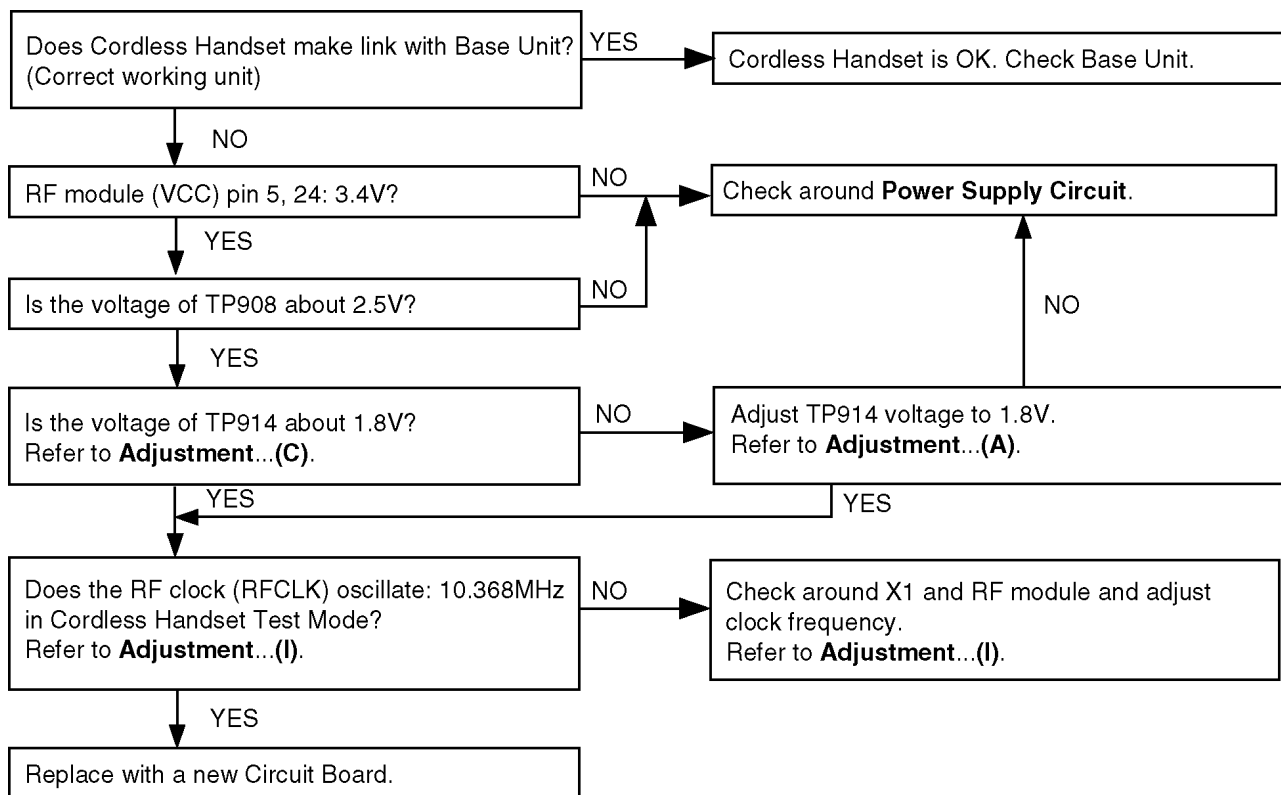 Does Cordless Handset make link with Base Unit?
(Correct working unit)
YES
Cordless Handset is OK. Check Base Unit.
NO
RF module (VCC) pin 5, 24: 3.4V?
NO
Check around Power Supply Circuit.
YES
Is the voltage of TP908 about 2.5V?
NO
NO
YES
Is the voltage of TP914 about 1.8V?
Refer to Adjustment...(C).
NO
Adjust TP914 voltage to 1.8V.
Refer to Adjustment...(A).
YES
YES
Does the RF clock (RFCLK) oscillate: 10.368MHz
in Cordless Handset Test Mode?
Refer to Adjustment...(I).
NO
Check around X1 and RF module and adjust
clock frequency.
Refer to Adjustment...(I).
YES
Replace with a new Circuit Board.